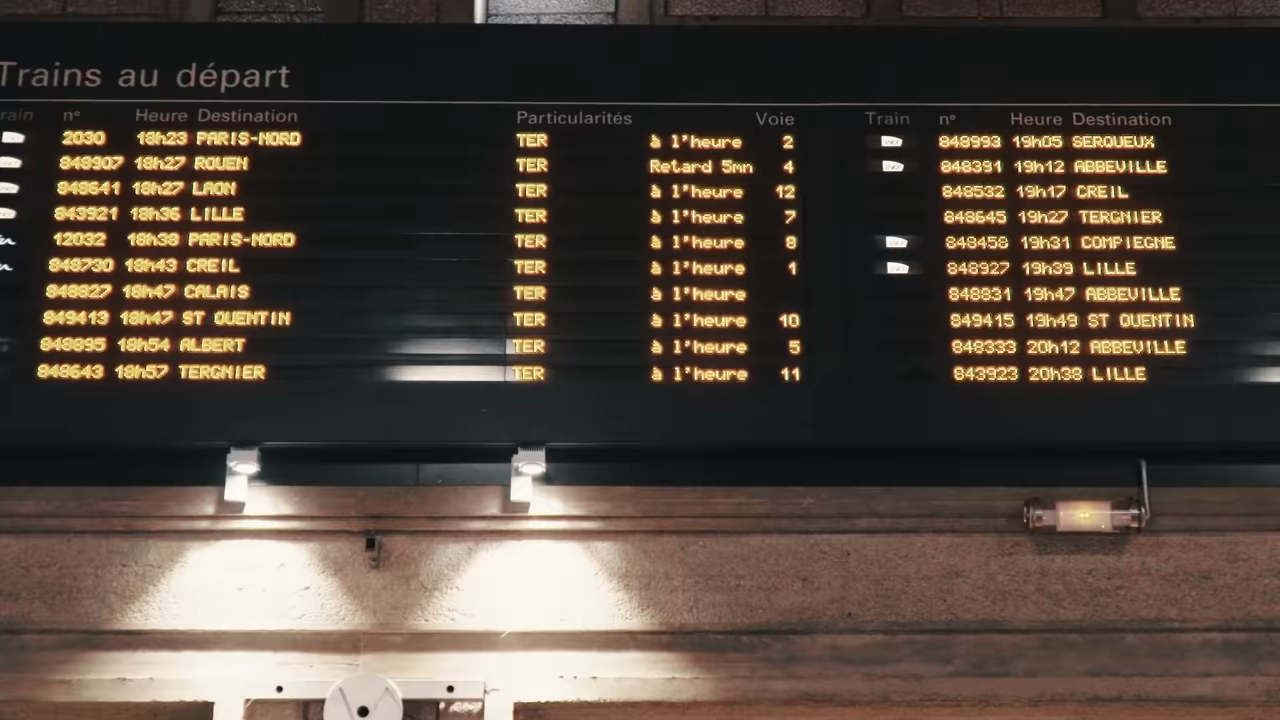 Trains au départ
Train n° Heure Destination Particularités Voie
2030 18h23 PARIS-NORD TER à l'heure 2
848907 18h27 ROUEN TER Retard 5mn 4
848641 18h27 LAON TER à l'heure 12
843921 18h36 LILLE TER à l'heure 7
12032 18h38 PARIS-NORD TER à l'heure 8
848730 18h43 CREIL TER à l'heure 1
848827 18h47 CALAIS TER à l'heure
849413 18h47 ST QUENTIN TER à l'heure 10
848895 18h54 ALBERT TER à l'heure 5
848643 18h57 TERGNIER TER à l'heure 11
Train n° Heure Destination
848993 19h05 SERQUEUX
848391 19h12 ABBEVILLE
848532 19h17 CREIL
848645 19h27 TERGNIER
848458 19h31 COMPIEGNE
848927 19h39 LILLE
848831 19h47 ABBEVILLE
849415 19h49 ST QUENTIN
848333 20h12 ABBEVILLE
843923 20h38 LILLE